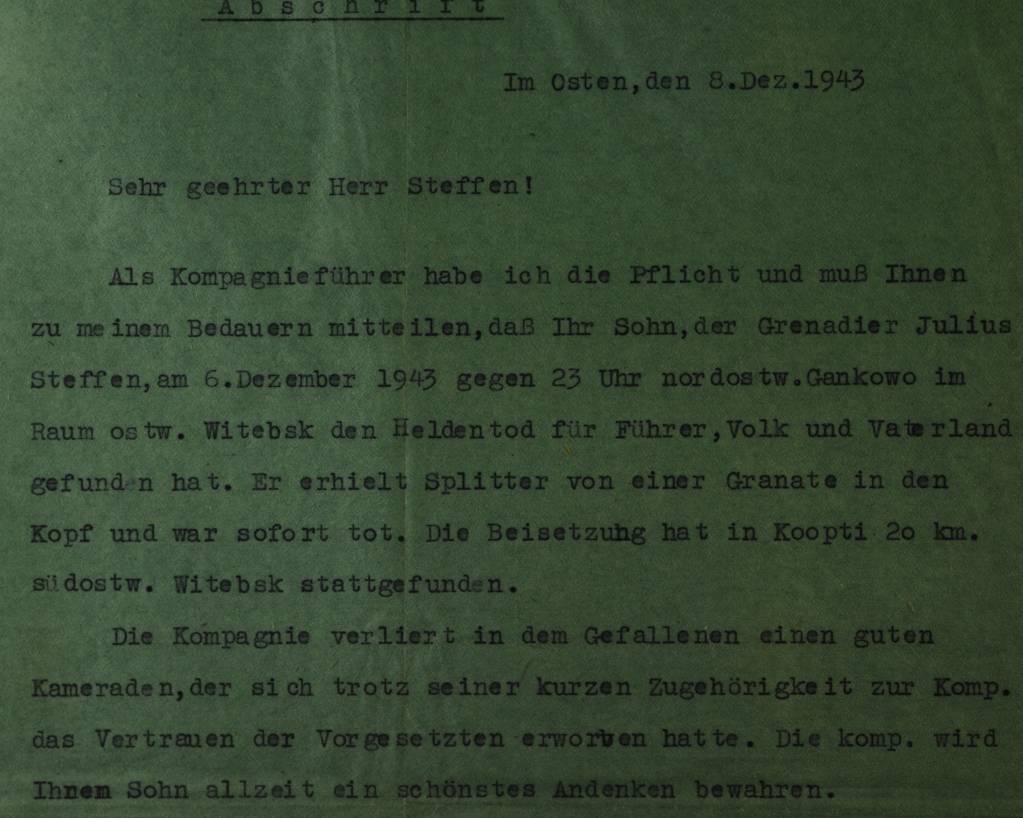 Abschrift
Im Osten,den 8.Dez.1943
Sehr geehrter Herr Steffen!
Als Kompagnieführer habe ich die Pflicht und muß Ihnen
zu meinem Bedauern mitteilen,daß Ihr Sohn,der Grenadier Julius
Steffen,am 6.Dezember 1943 gegen 23 Uhr nordostw.Gankowo im
Raum ostw. Witebsk den Heldentod für Führer,Volk und Vaterland
gefunden hat. Er erhielt Splitter von einer Granate in den
Kopf und war sofort tot. Die Beisetzung hat in Koopti 2o km.
südostw. Witebsk stattgefunden.
Die Kompagnie verliert in dem Gefallenen einen guten
Kameraden,der sich trotz seiner kurzen Zugehörigkeit zur Komp.
das Vertrauen der Vorgesetzten erworben hatte. Die komp. wird
Ihnem Sohn allzeit ein schönstes Andenken bewahren.